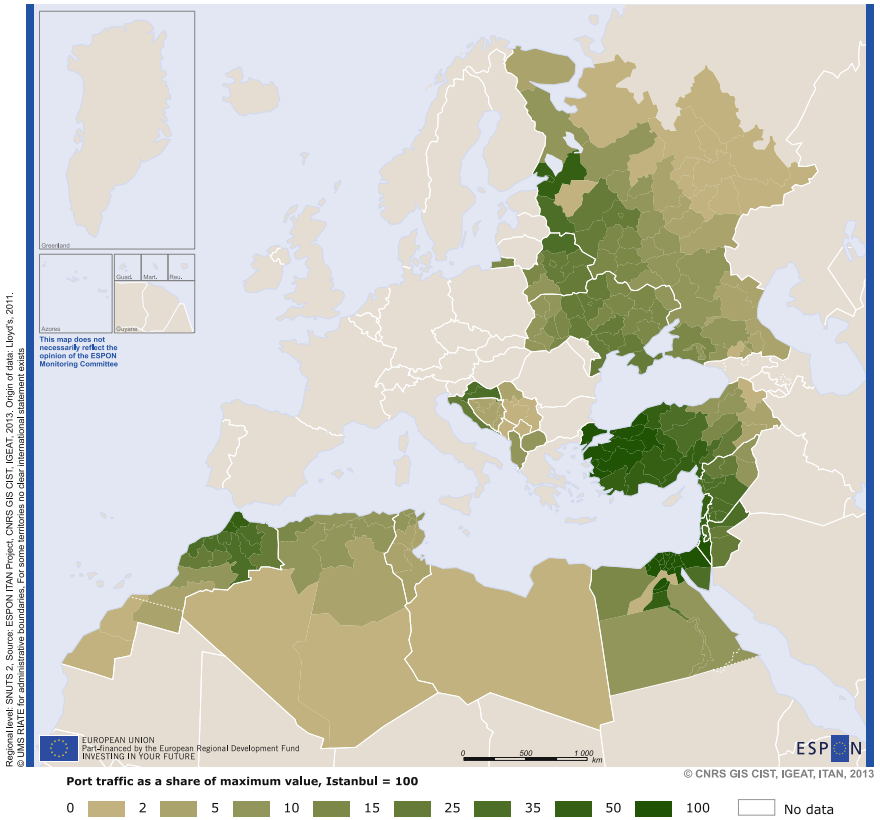 Greenland
Azores
Guad.
Mart.
Reu.
Guyane
This map does not
necessarily reflect the
opinion of the ESPON
Monitoring Committee
Regional level: SNUTS 2, Source: ESPON ITAN Project, CNRS GIS CIST, IGEAT, 2013. Origin of data: Lloyd's, 2011.
© UMS RIATE for administrative boundaries. For some territories no clear international statement exists
EUROPEAN UNION
Part-financed by the European Regional Development Fund
INVESTING IN YOUR FUTURE
0 500 1 000
km
ESPON
© CNRS GIS CIST, IGEAT, ITAN, 2013
Port traffic as a share of maximum value, Istanbul = 100
0 2 5 10 15 25 35 50 100 No data